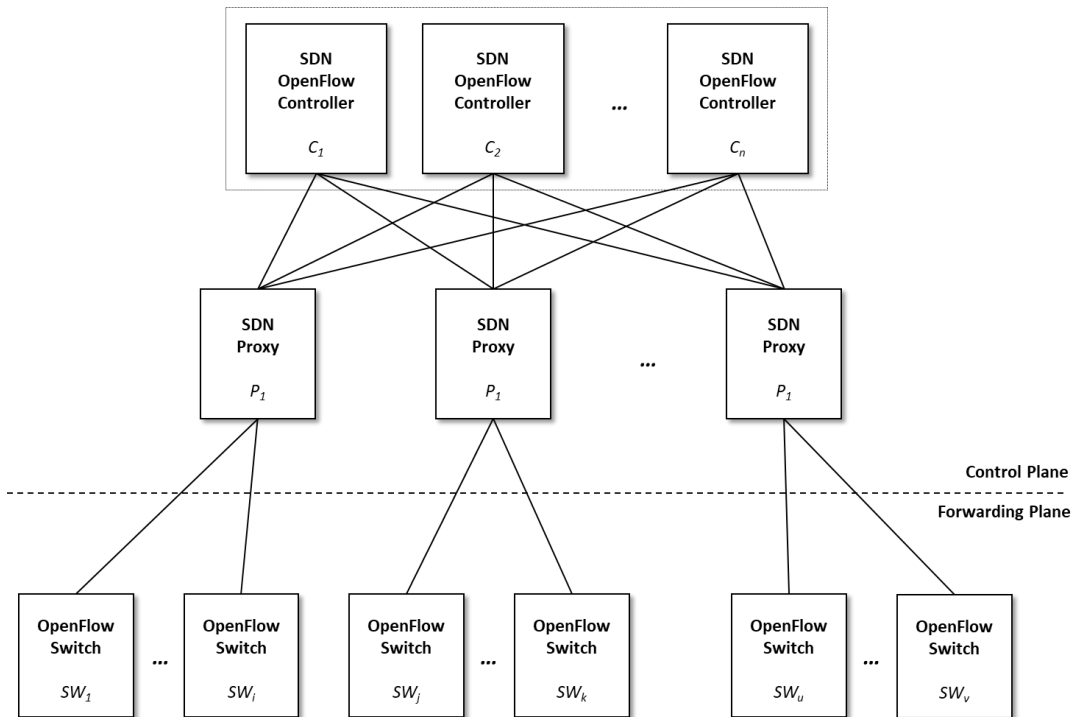 SDN
OpenFlow
Controller
C₁
SDN
OpenFlow
Controller
C₂
...
SDN
OpenFlow
Controller
Cₙ
SDN
Proxy
P₁
SDN
Proxy
P₁
...
SDN
Proxy
P₁
Control Plane
Forwarding Plane
OpenFlow
Switch
SW₁
...
OpenFlow
Switch
SWᵢ
OpenFlow
Switch
SWⱼ
...
OpenFlow
Switch
SWₖ
OpenFlow
Switch
SWᵤ
...
OpenFlow
Switch
SWᵥ